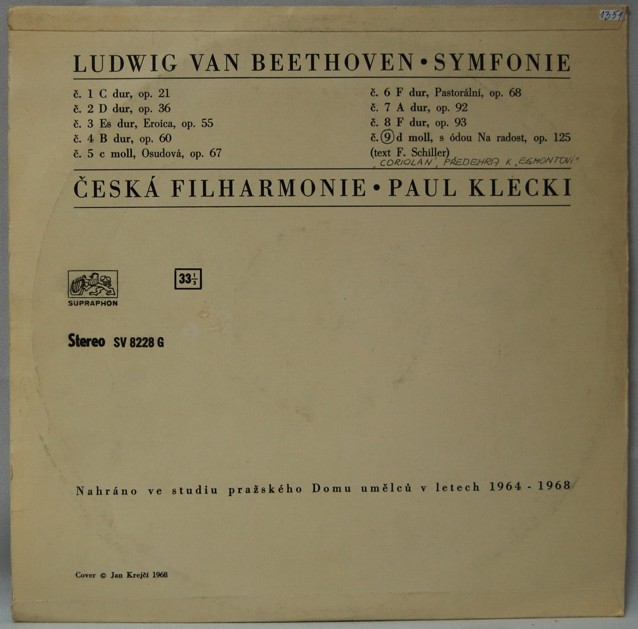 13:51
LUDWIG VAN BEETHOVEN • SYMFONIE
č. 1 C dur, op. 21
č. 2 D dur, op. 36
č. 3 Es dur, Eroica, op. 55
č. 4 B dur, op. 60
č. 5 c moll, Osudová, op. 67
č. 6 F dur, Pastorální, op. 68
č. 7 A dur, op. 92
č. 8 F dur, op. 93
č. 9 d moll, s ódou Na radost, op. 125
(text F. Schiller)
"CORIOLAN", PŘEDEHRA K "EGMONTOVI"
ČESKÁ FILHARMONIE • PAUL KLECKI
33 1/3
SUPRAPHON
Stereo SV 8228 G
Nahráno ve studiu pražského Domu umělců v letech 1964 - 1968
Cover © Jan Krejčí 1968